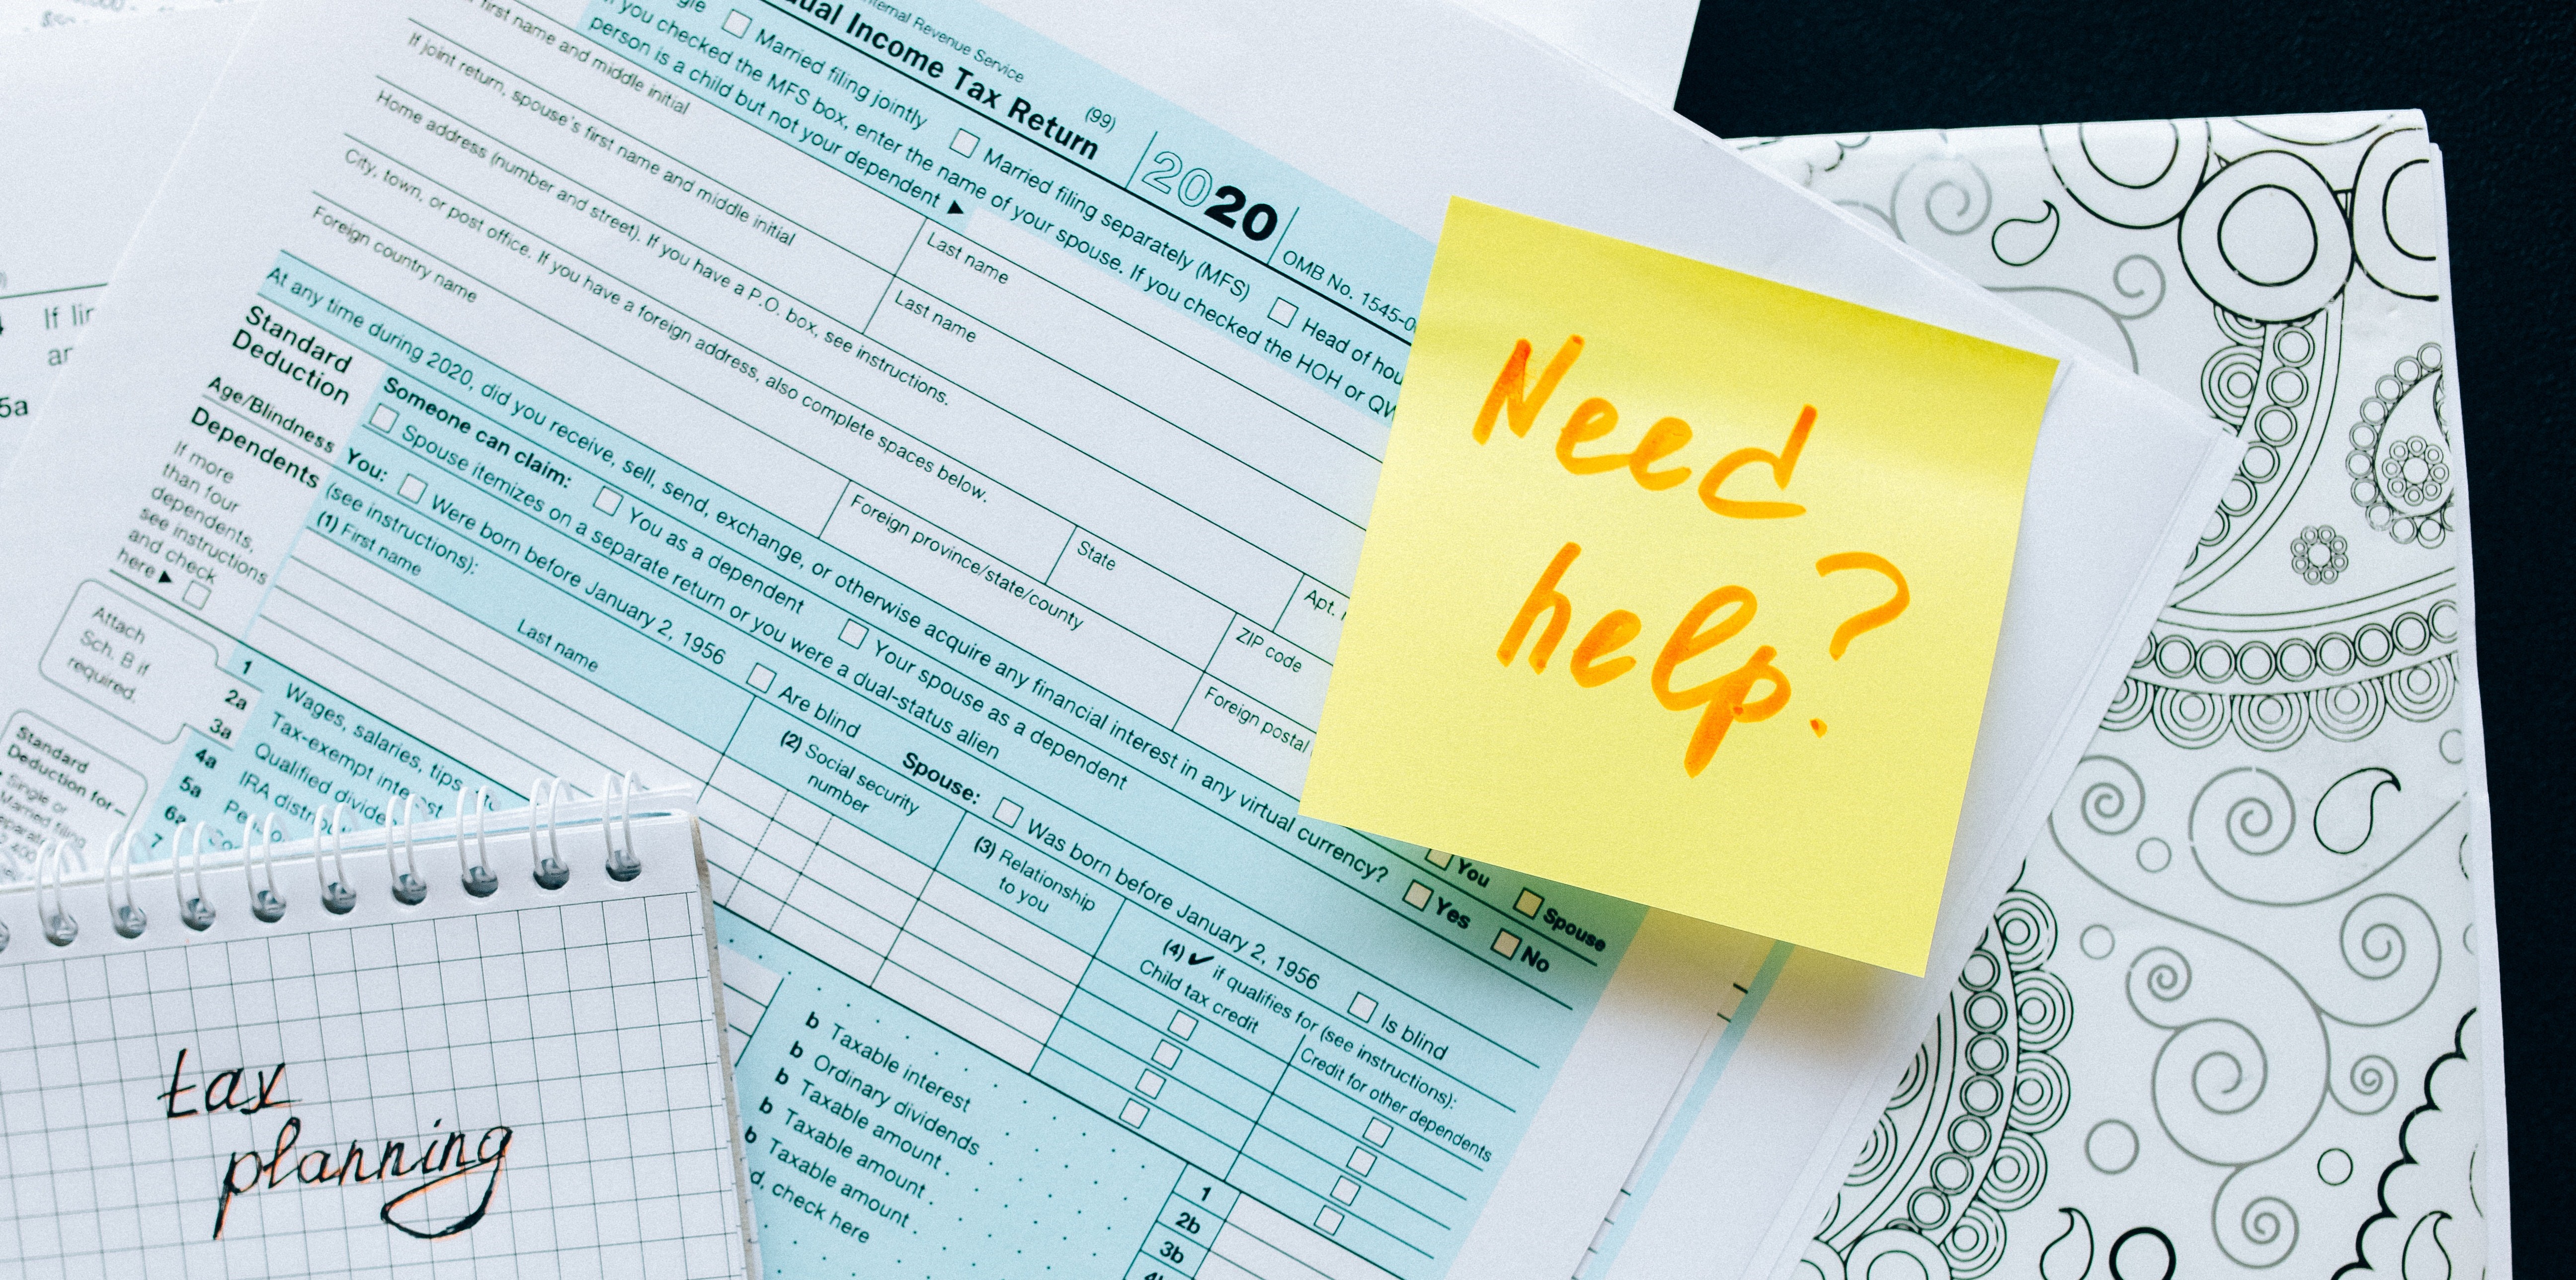 Internal Revenue Service
Income Tax Return
(99)
2020
OMB No. 1545-0
Married filing jointly
Married filing separately (MFS)
Head of hou
you checked the MFS box, enter the name of your spouse. If you checked the HOH or QW
person is a child but not your dependent ▶
first name and middle initial
Last name
If joint return, spouse's first name and middle initial
Last name
Home address (number and street). If you have a P.O. box, see instructions.
Apt.
City, town, or post office. If you have a foreign address, also complete spaces below.
State
ZIP code
Foreign country name
Foreign province/state/county
Foreign postal
At any time during 2020, did you receive, sell, send, exchange, or otherwise acquire any financial interest in any virtual currency?
Yes
No
Standard
Deduction
Someone can claim:
You as a dependent
Your spouse as a dependent
Spouse itemizes on a separate return or you were a dual-status alien
Age/Blindness
You:
Were born before January 2, 1956
Are blind
Spouse:
Was born before January 2, 1956
Is blind
You
Spouse
Dependents
(see instructions):
(1) First name
Last name
(2) Social security
number
(3) Relationship
to you
(4) ✔ if qualifies for (see instructions):
Child tax credit
Credit for other dependents
If more
than four
dependents,
see instructions
and check
here ▶
Attach
Sch. B if
required.
1 Wages, salaries, tips,
2a Tax-exempt interest
3a Qualified divide
4a IRA distribu
5a Pe
6a
7
b Taxable interest
b Ordinary dividends
b Taxable amount
b Taxable amount
b Taxable amount
d, check here
1
2b
3b
Standard
Deduction for—
Single or
Married filing
If lin
5a
Need
help?
tax
planning